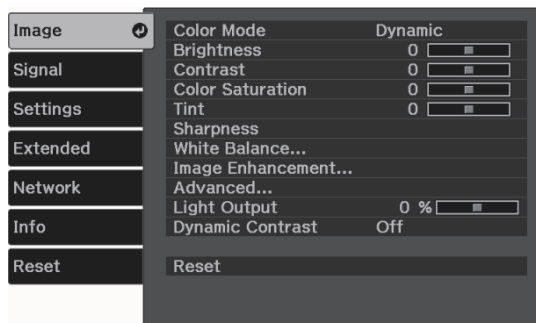 Image
Signal
Settings
Extended
Network
Info
Reset
Color Mode Dynamic
Brightness 0
Contrast 0
Color Saturation 0
Tint 0
Sharpness
White Balance...
Image Enhancement...
Advanced...
Light Output 0 %
Dynamic Contrast Off
Reset